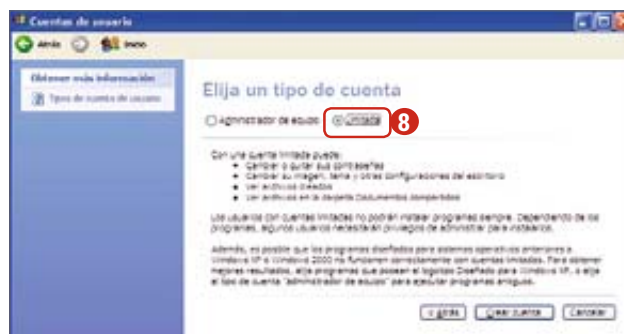 Cuentas de usuario
Atrás Inicio
Obtener más información
Tipos de cuenta de usuario
Elija un tipo de cuenta
Administrador de equipo Limitada 8
Con una cuenta limitada puede:
• Cambiar o quitar sus contraseñas
• Cambiar su imagen, tema y otras configuraciones del escritorio
• Ver archivos creados
• Ver archivos en la carpeta Documentos compartidos
Los usuarios con cuentas limitadas no podrán instalar programas siempre. Dependiendo de los
programas, algunos usuarios necesitarán privilegios de administrar para instalarlos.
Además, es posible que los programas diseñados para sistemas operativos anteriores a
Windows XP o Windows 2000 no funcionen correctamente con cuentas limitadas. Para obtener
mejores resultados, elija programas que posean el logotipo Diseñado para Windows XP, o elija
el tipo de cuenta "administrador de equipo" para ejecutar programas antiguos.
< Atrás Crear cuenta Cancelar